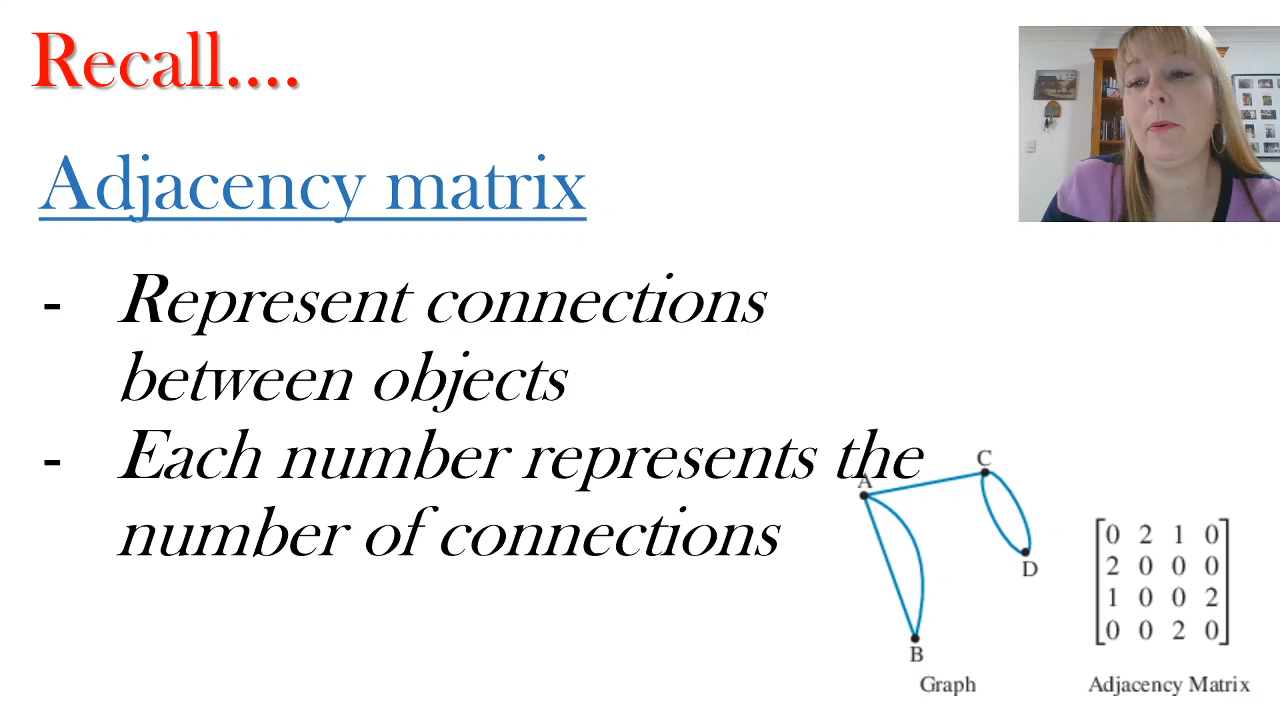 Recall....
Adjacency matrix
- Represent connections
between objects
- Each number represents the
number of connections
A
C
D
B
Graph
0 2 1 0
2 0 0 0
1 0 0 2
0 0 2 0
Adjacency Matrix